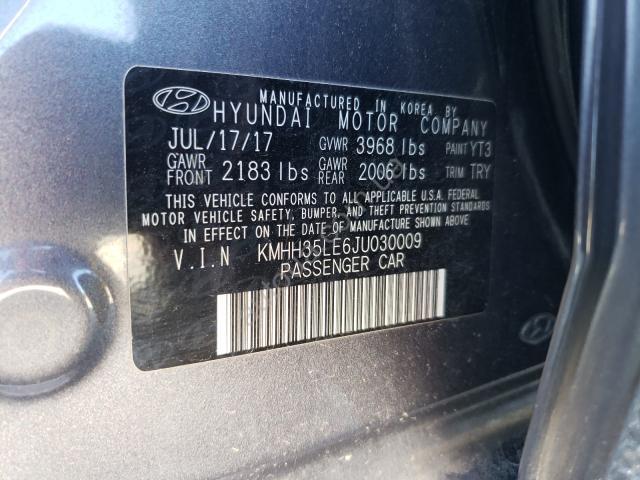 MANUFACTURED IN KOREA BY
HYUNDAI MOTOR COMPANY
JUL/17/17 GVWR 3968 lbs PAINT YT3
GAWR FRONT 2183 lbs GAWR REAR 2006 lbs TRIM TRY
THIS VEHICLE CONFORMS TO ALL APPLICABLE U.S.A. FEDERAL
MOTOR VEHICLE SAFETY, BUMPER, AND THEFT PREVENTION STANDARDS
IN EFFECT ON THE DATE OF MANUFACTURE SHOWN ABOVE.
V.I.N KMHH35LE6JU030009
PASSENGER CAR